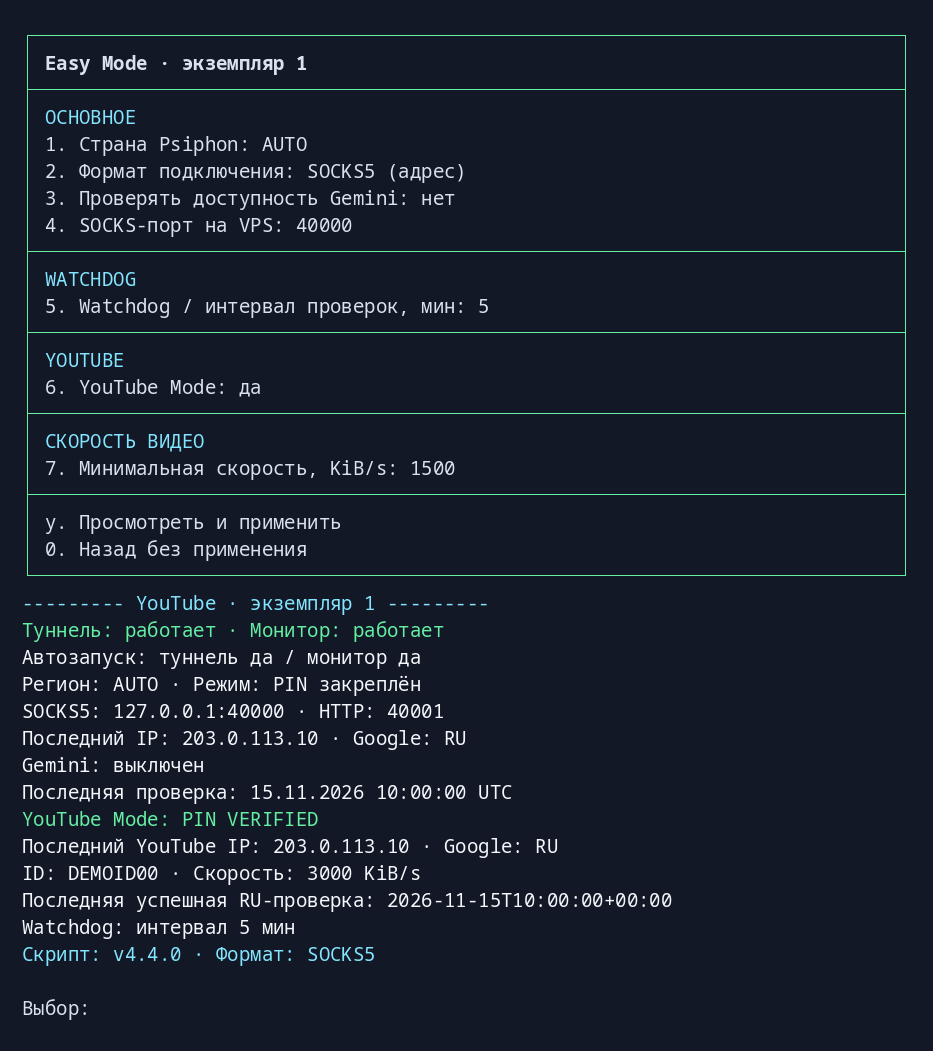 Easy Mode · экземпляр 1
ОСНОВНОЕ
1. Страна Psiphon: AUTO
2. Формат подключения: SOCKS5 (адрес)
3. Проверять доступность Gemini: нет
4. SOCKS-порт на VPS: 40000
WATCHDOG
5. Watchdog / интервал проверок, мин: 5
YOUTUBE
6. YouTube Mode: да
СКОРОСТЬ ВИДЕО
7. Минимальная скорость, KiB/s: 1500
y. Просмотреть и применить
0. Назад без применения
--------- YouTube · экземпляр 1 ---------
Туннель: работает · Монитор: работает
Автозапуск: туннель да / монитор да
Регион: AUTO · Режим: PIN закреплён
SOCKS5: 127.0.0.1:40000 · HTTP: 40001
Последний IP: 203.0.113.10 · Google: RU
Gemini: выключен
Последняя проверка: 15.11.2026 10:00:00 UTC
YouTube Mode: PIN VERIFIED
Последний YouTube IP: 203.0.113.10 · Google: RU
ID: DEMOID00 · Скорость: 3000 KiB/s
Последняя успешная RU-проверка: 2026-11-15T10:00:00+00:00
Watchdog: интервал 5 мин
Скрипт: v4.4.0 · Формат: SOCKS5
Выбор: